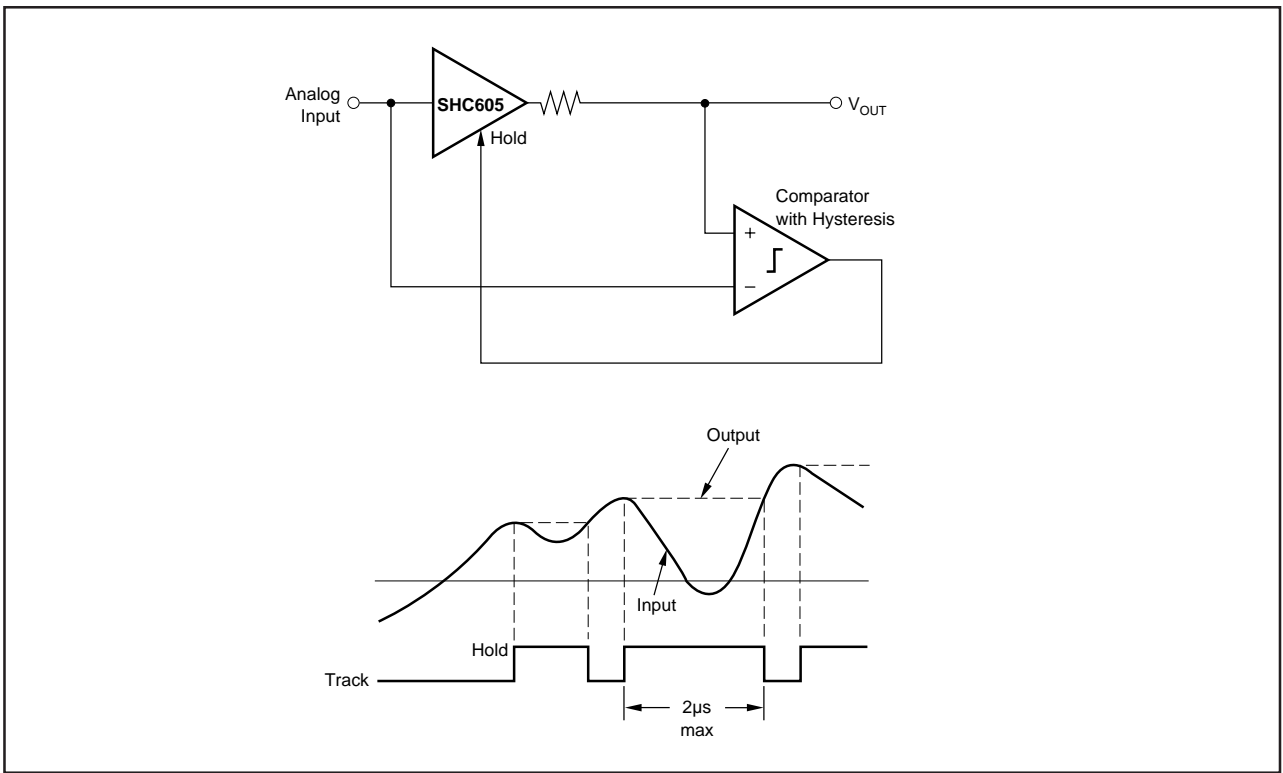 Analog
Input
SHC605
Hold
V_OUT
Comparator
with Hysteresis
+
−
Output
Input
Hold
Track
2µs
max